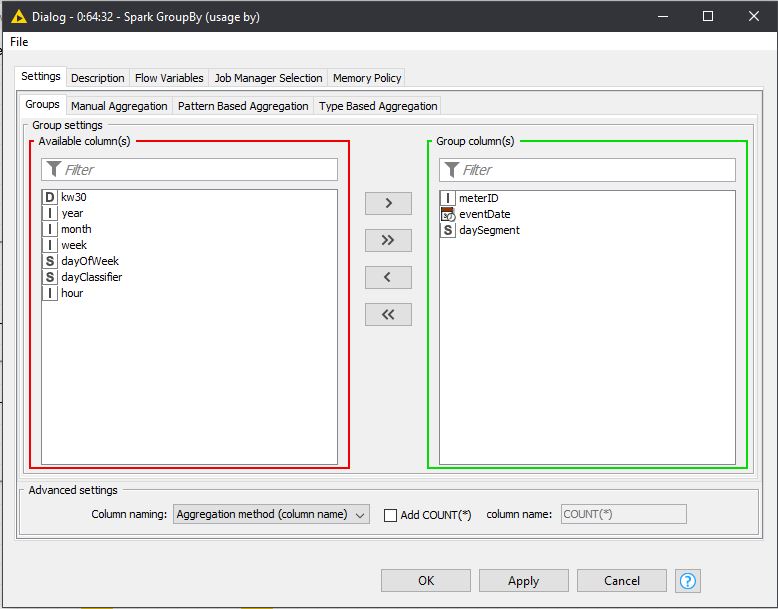 Dialog - 0:64:32 - Spark GroupBy (usage by)
File
Settings Description Flow Variables Job Manager Selection Memory Policy
Groups Manual Aggregation Pattern Based Aggregation Type Based Aggregation
Group settings
Available column(s) Group column(s)
Filter Filter
D kw30
I year
I month
I week
S dayOfWeek
S dayClassifier
I hour
>
>>
<
<<
I meterID
eventDate
S daySegment
Advanced settings
Column naming: Aggregation method (column name) Add COUNT(*) column name: COUNT(*)
OK Apply Cancel ?